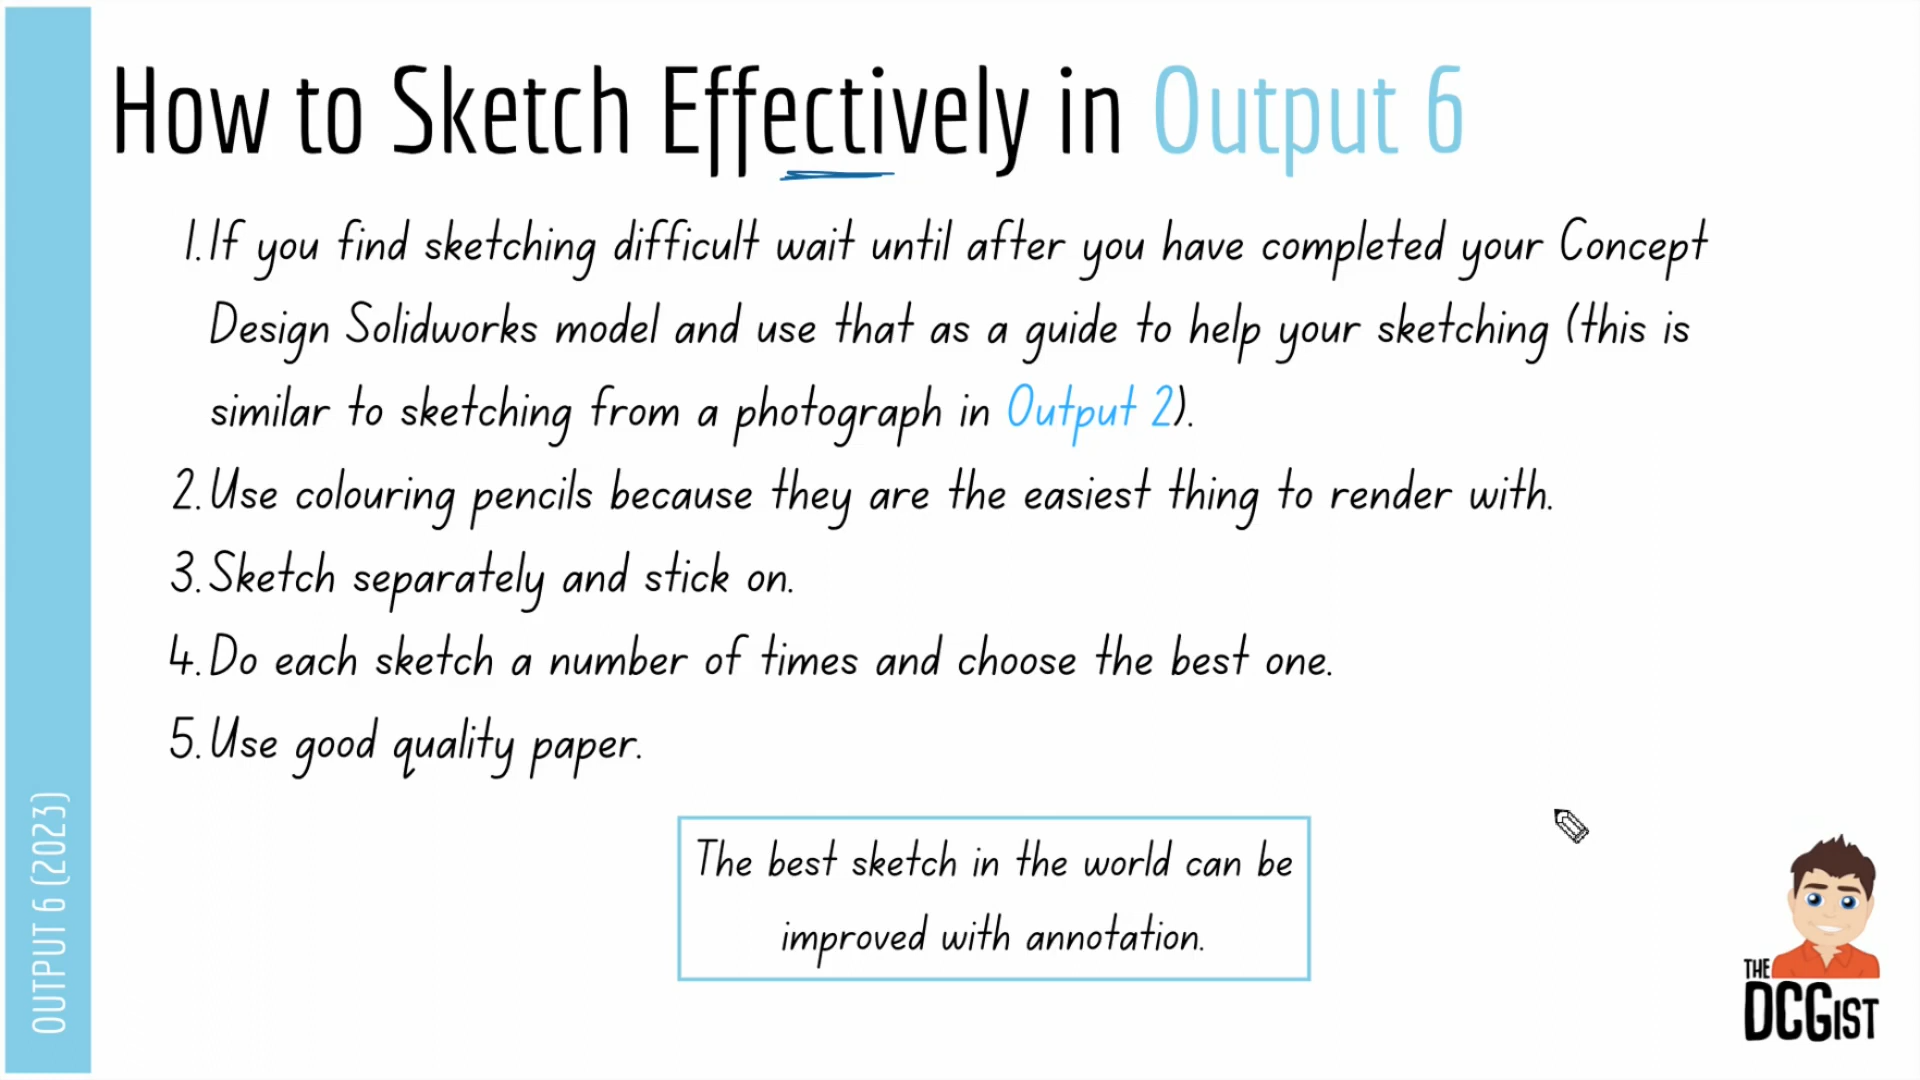 How to Sketch Effectively in Output 6
1. If you find sketching difficult wait until after you have completed your Concept
Design Solidworks model and use that as a guide to help your sketching (this is
similar to sketching from a photograph in Output 2).
2. Use colouring pencils because they are the easiest thing to render with.
3. Sketch separately and stick on.
4. Do each sketch a number of times and choose the best one.
5. Use good quality paper.
The best sketch in the world can be
improved with annotation.
OUTPUT 6 (2023)
THE
DCGIST